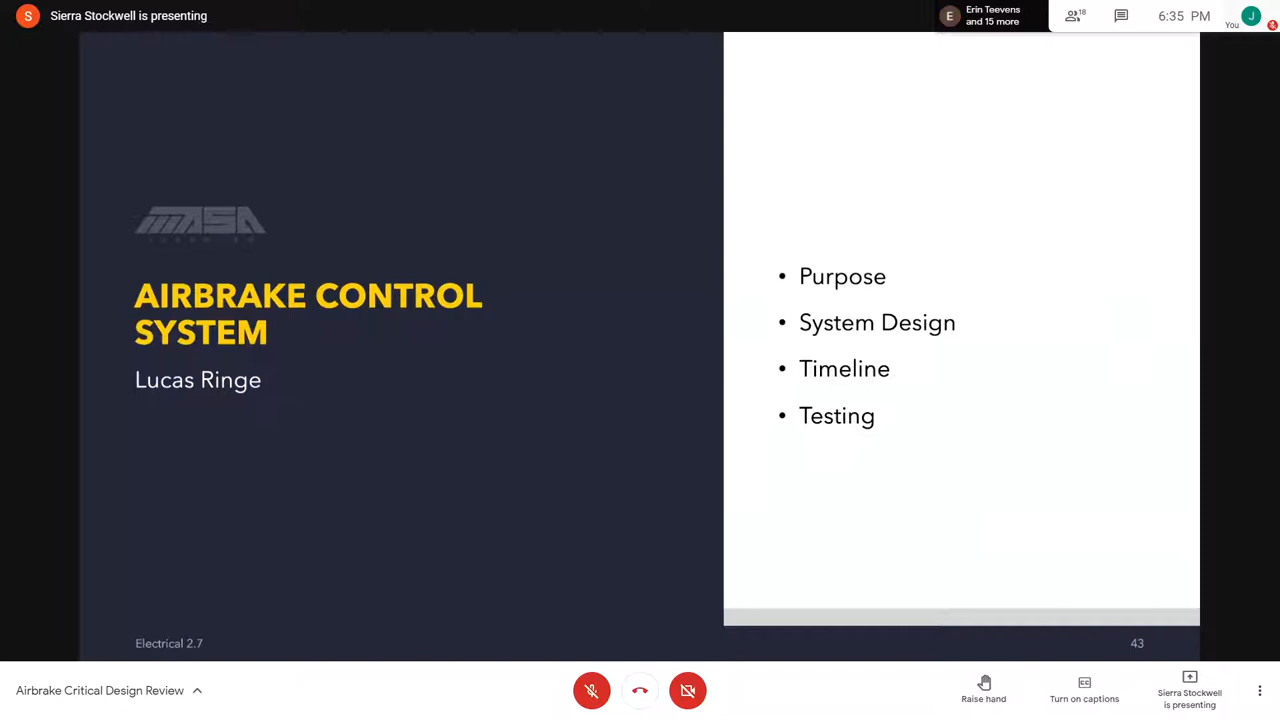 S
Sierra Stockwell is presenting
E
Erin Teevens
and 15 more
18
6:35 PM
You
J
MASA
AIRBRAKE CONTROL
SYSTEM
Lucas Ringe
• Purpose
• System Design
• Timeline
• Testing
Electrical 2.7
43
Airbrake Critical Design Review
Raise hand
CC
Turn on captions
Sierra Stockwell
is presenting